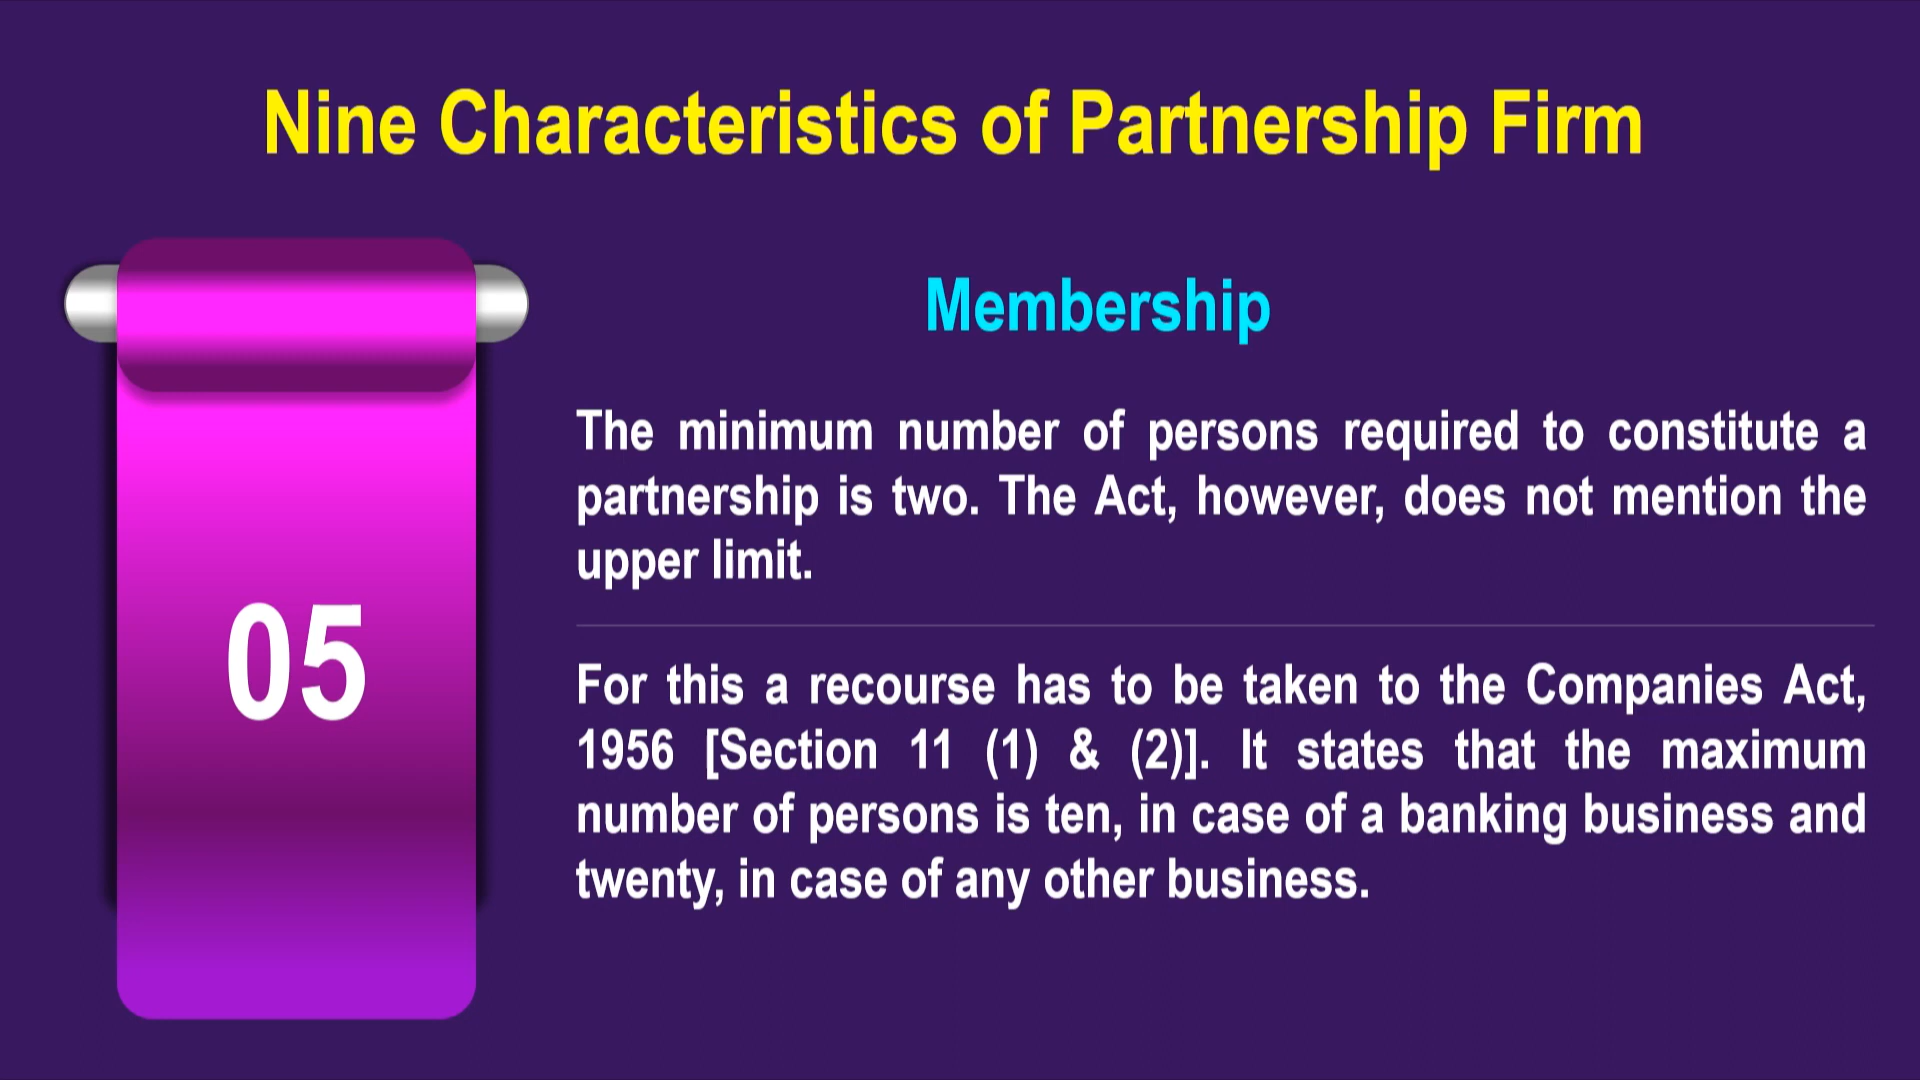 Nine Characteristics of Partnership Firm
05
Membership
The minimum number of persons required to constitute a
partnership is two. The Act, however, does not mention the
upper limit.
For this a recourse has to be taken to the Companies Act,
1956 [Section 11 (1) & (2)]. It states that the maximum
number of persons is ten, in case of a banking business and
twenty, in case of any other business.